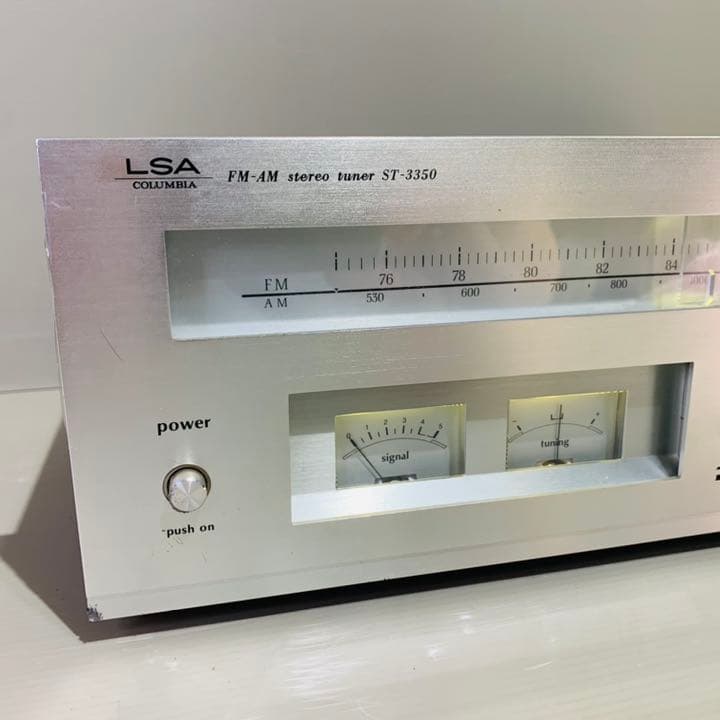 LSA
COLUMBIA
FM-AM stereo tuner ST-3350
76 78 80 82 84
FM
AM
530 600 700 800 1000
power
push on
0 1 2 3 4 5
signal
- +
tuning